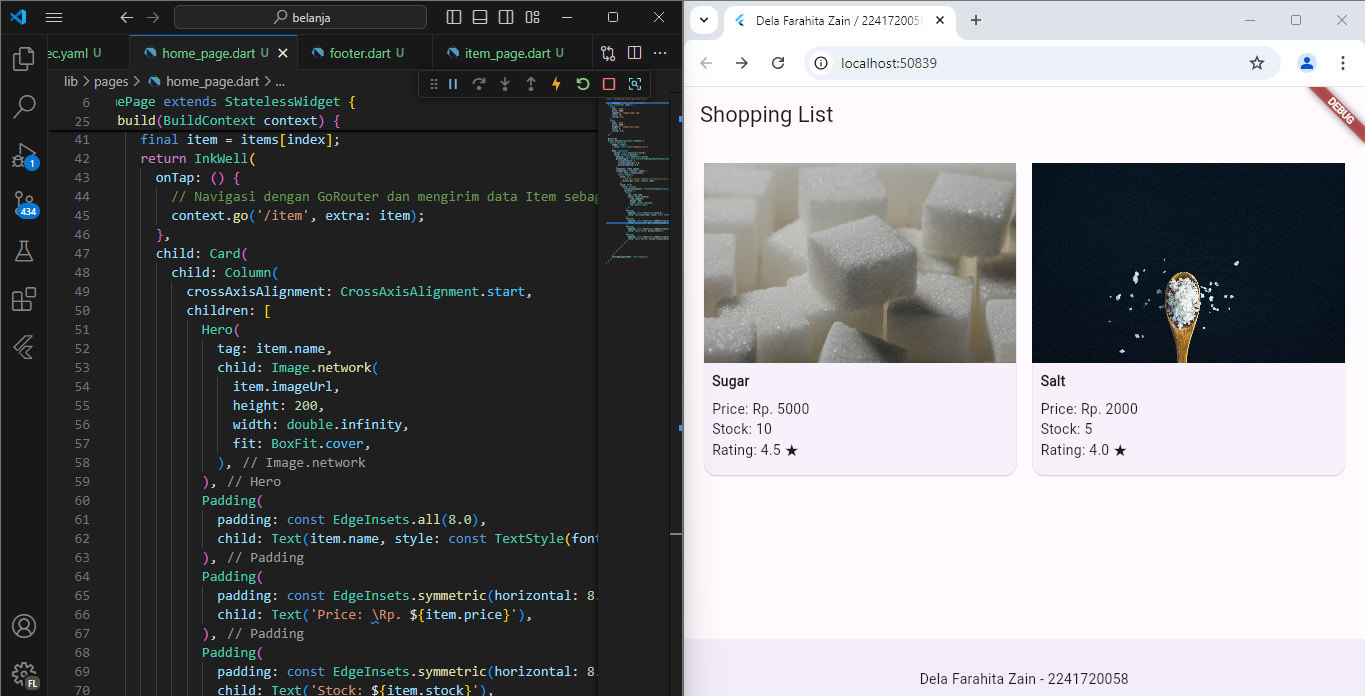 belanja
ec.yaml U
home_page.dart U
footer.dart U
item_page.dart U
lib > pages > home_page.dart > ...
6 ePage extends StatelessWidget {
25 build(BuildContext context) {
41 final item = items[index];
42 return InkWell(
43 onTap: () {
44 // Navigasi dengan GoRouter dan mengirim data Item sebag
45 context.go('/item', extra: item);
46 },
47 child: Card(
48 child: Column(
49 crossAxisAlignment: CrossAxisAlignment.start,
50 children: [
51 Hero(
52 tag: item.name,
53 child: Image.network(
54 item.imageUrl,
55 height: 200,
56 width: double.infinity,
57 fit: BoxFit.cover,
58 ), // Image.network
59 ), // Hero
60 Padding(
61 padding: const EdgeInsets.all(8.0),
62 child: Text(item.name, style: const TextStyle(font
63 ), // Padding
64 Padding(
65 padding: const EdgeInsets.symmetric(horizontal: 8.
66 child: Text('Price: \Rp. ${item.price}'),
67 ), // Padding
68 Padding(
69 padding: const EdgeInsets.symmetric(horizontal: 8.
70 child: Text('Stock: ${item.stock}'),
1
434
FL
Dela Farahita Zain / 224172005
localhost:50839
Shopping List
DEBUG
Sugar
Price: Rp. 5000
Stock: 10
Rating: 4.5 ★
Salt
Price: Rp. 2000
Stock: 5
Rating: 4.0 ★
Dela Farahita Zain - 2241720058